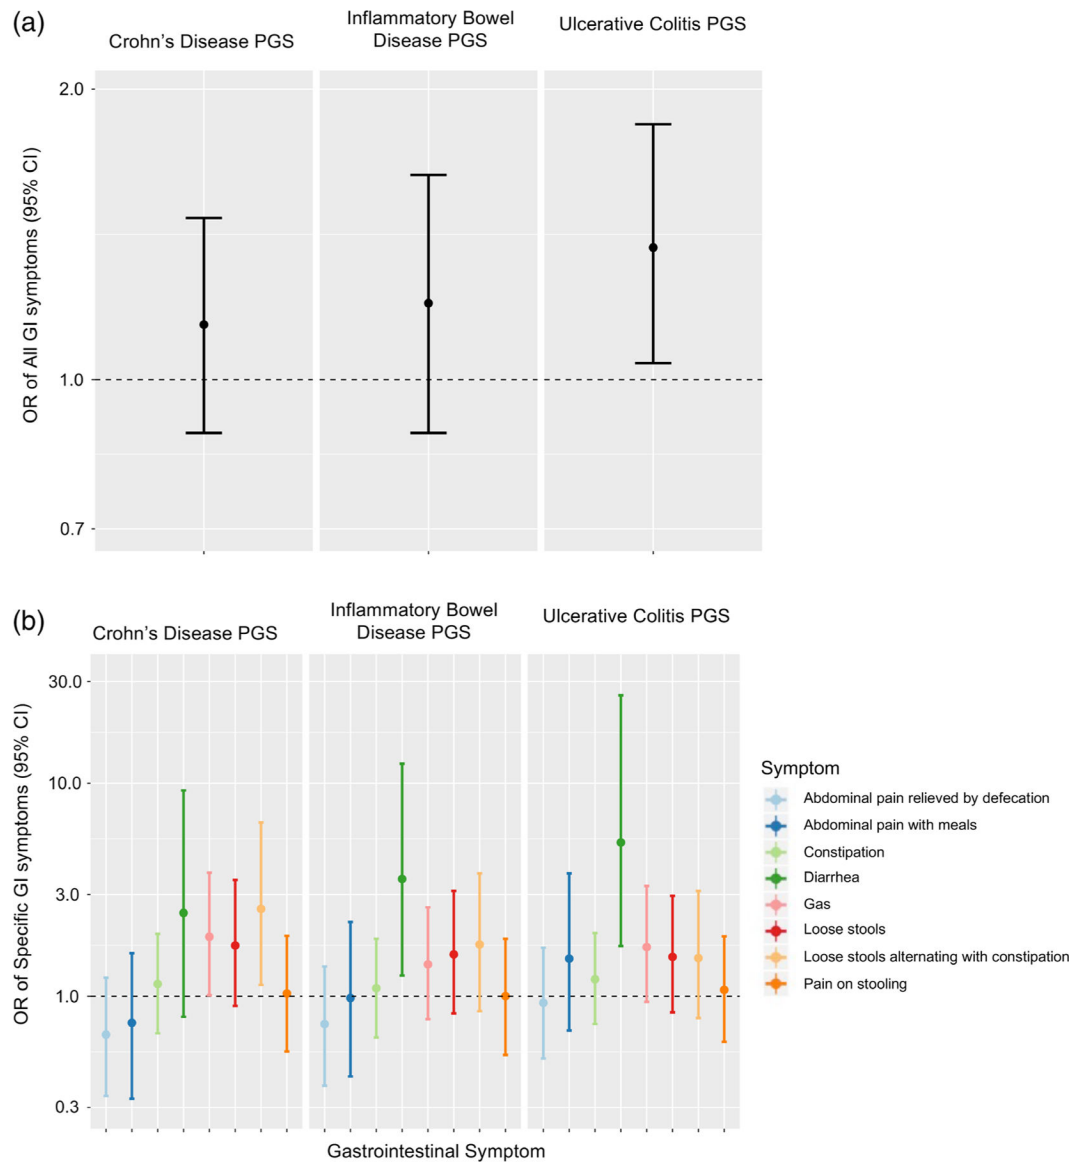 (a)
Crohn's Disease PGS
Inflammatory Bowel
Disease PGS
Ulcerative Colitis PGS
OR of All GI symptoms (95% CI)
2.0
1.0
0.7
(b)
Crohn's Disease PGS
Inflammatory Bowel
Disease PGS
Ulcerative Colitis PGS
OR of Specific GI symptoms (95% CI)
30.0
10.0
3.0
1.0
0.3
Gastrointestinal Symptom
Symptom
Abdominal pain relieved by defecation
Abdominal pain with meals
Constipation
Diarrhea
Gas
Loose stools
Loose stools alternating with constipation
Pain on stooling